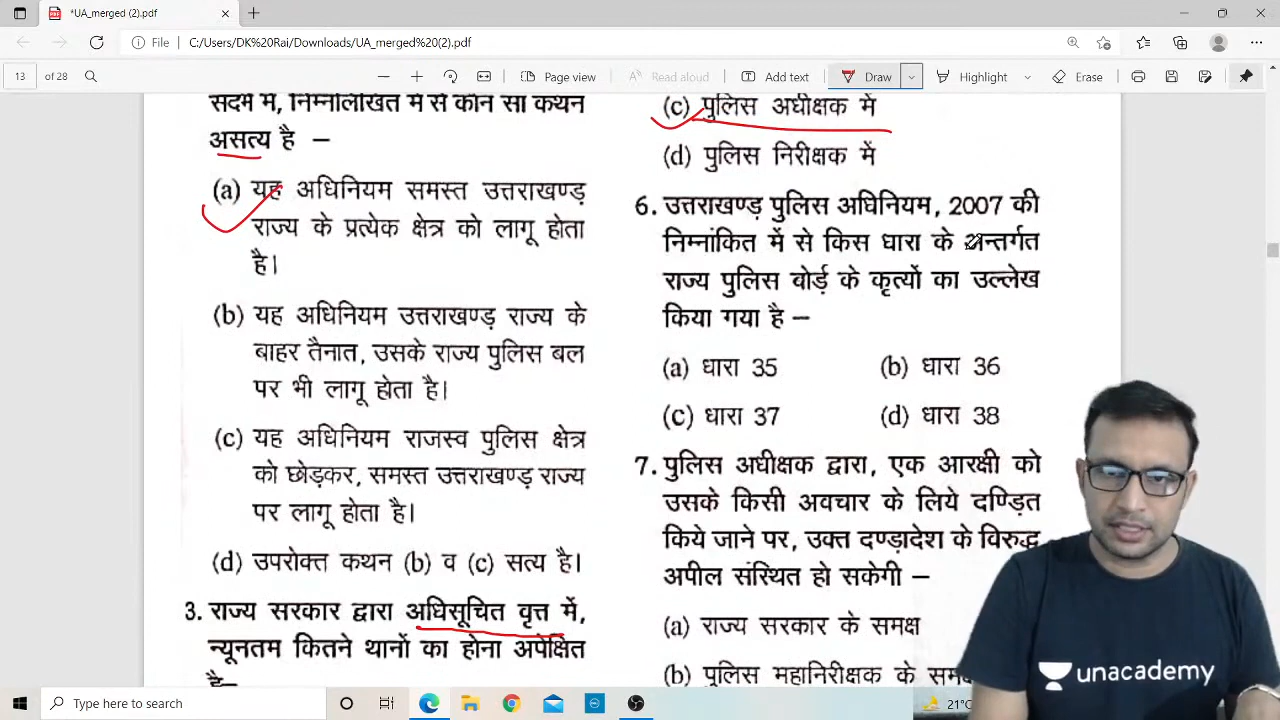 *UA_merged (2).pdf
File
C:/Users/DK%20Rai/Downloads/UA_merged%20(2).pdf
13 of 28
Page view
Read aloud
Add text
Draw
Highlight
Erase
संदर्भ में, निम्नलिखित में से कौन सा कथन
असत्य है –
(a) यह अधिनियम समस्त उत्तराखण्ड़
राज्य के प्रत्येक क्षेत्र को लागू होता
है।
(b) यह अधिनियम उत्तराखण्ड़ राज्य के
बाहर तैनात, उसके राज्य पुलिस बल
पर भी लागू होता है।
(c) यह अधिनियम राजस्व पुलिस क्षेत्र
को छोड़कर, समस्त उत्तराखण्ड़ राज्य
पर लागू होता है।
(d) उपरोक्त कथन (b) व (c) सत्य है।
3. राज्य सरकार द्वारा अधिसूचित वृत्त में,
न्यूनतम कितने थानों का होना अपेक्षित
है–
(c) पुलिस अधीक्षक में
(d) पुलिस निरीक्षक में
6. उत्तराखण्ड़ पुलिस अधिनियम, 2007 की
निम्नांकित में से किस धारा के अन्तर्गत
राज्य पुलिस बोर्ड़ के कृत्यों का उल्लेख
किया गया है –
(a) धारा 35 (b) धारा 36
(c) धारा 37 (d) धारा 38
7. पुलिस अधीक्षक द्वारा, एक आरक्षी को
उसके किसी अवचार के लिये दण्ड़ित
किये जाने पर, उक्त दण्ड़ादेश के विरुद्ध
अपील संस्थित हो सकेगी –
(a) राज्य सरकार के समक्ष
(b) पुलिस महानिरीक्षक के
unacademy
Type here to search
21°C